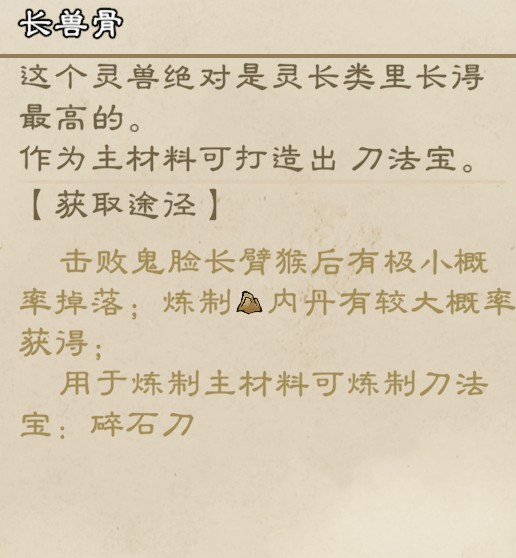 长兽骨
这个灵兽绝对是灵长类里长得
最高的。
作为主材料可打造出 刀法宝。
【获取途径】
击败鬼脸长臂猴后有极小概
率掉落；炼制内丹有较大概率
获得；
用于炼制主材料可炼制刀法
宝：碎石刀